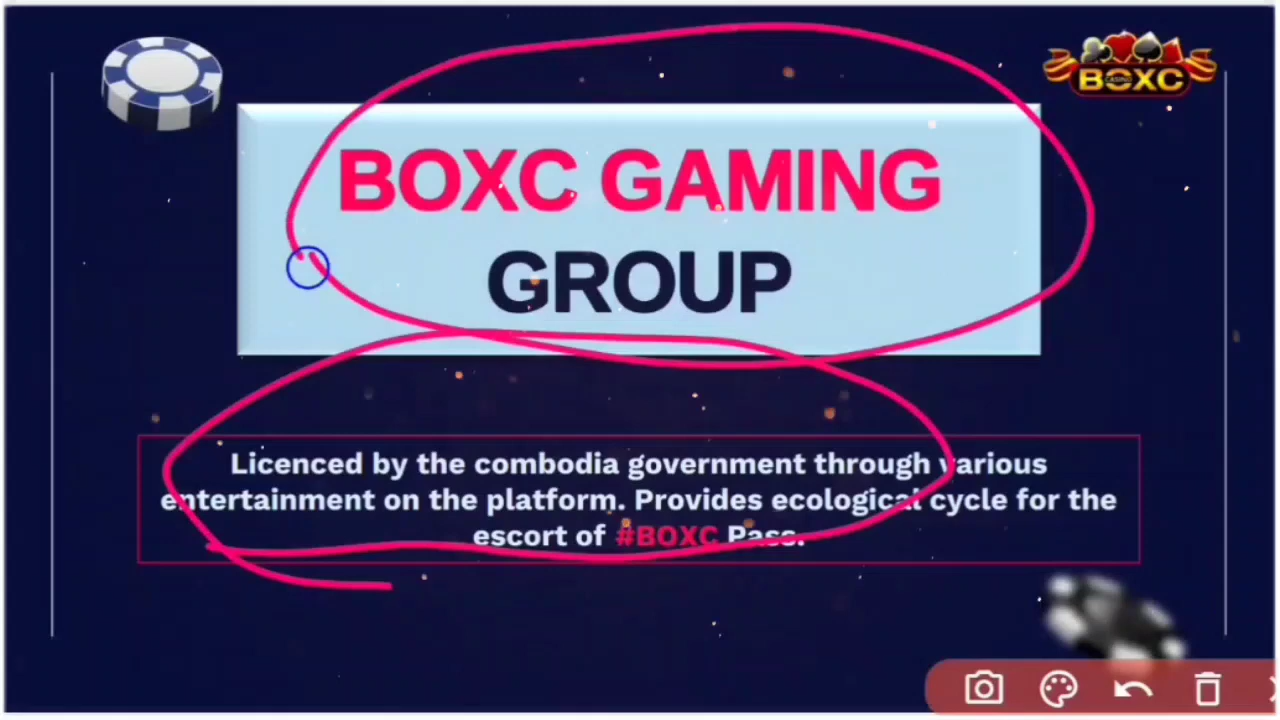 BOXC
CASINO
BOXC GAMING
GROUP
Licenced by the combodia government through various
entertainment on the platform. Provides ecological cycle for the
escort of #BOXC Pass.